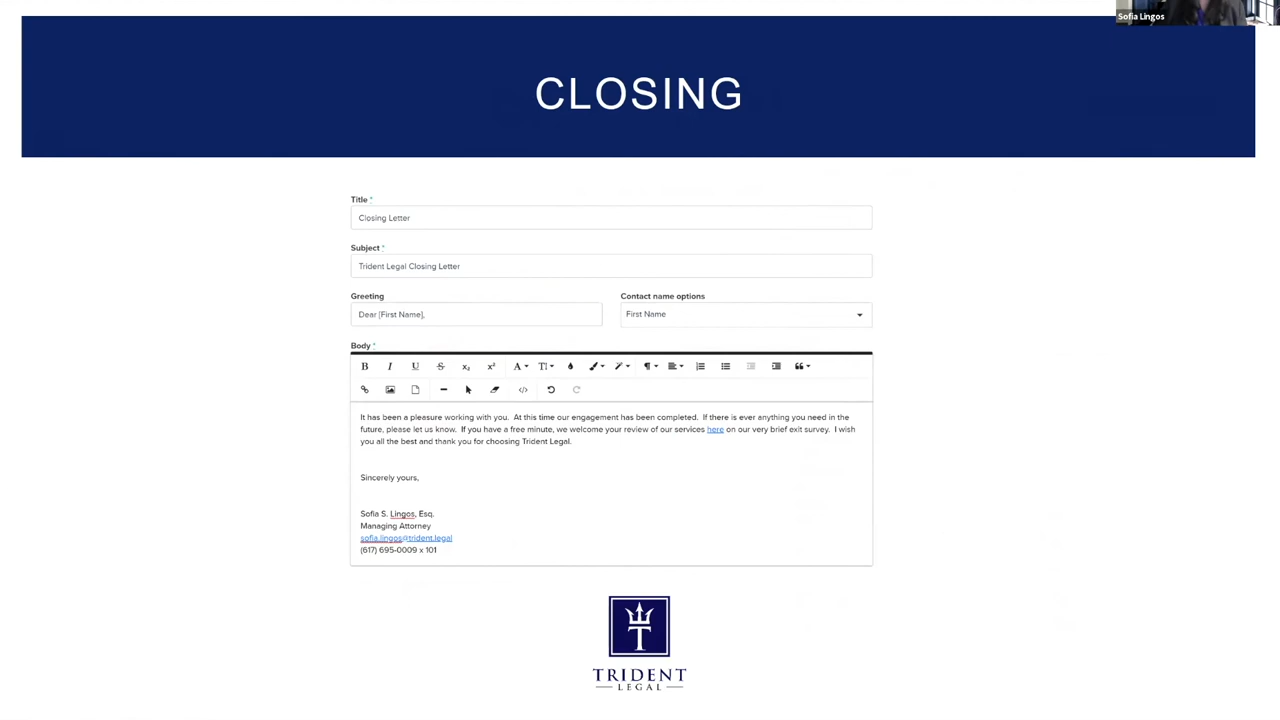 Sofia Lingos
CLOSING
Title *
Closing Letter
Subject *
Trident Legal Closing Letter
Greeting
Contact name options
Dear [First Name],
First Name
Body *
It has been a pleasure working with you. At this time our engagement has been completed. If there is ever anything you need in the
future, please let us know. If you have a free minute, we welcome your review of our services here on our very brief exit survey. I wish
you all the best and thank you for choosing Trident Legal.
Sincerely yours,
Sofia S. Lingos, Esq.
Managing Attorney
sofia.lingos@trident.legal
(617) 695-0009 x 101
TRIDENT
LEGAL